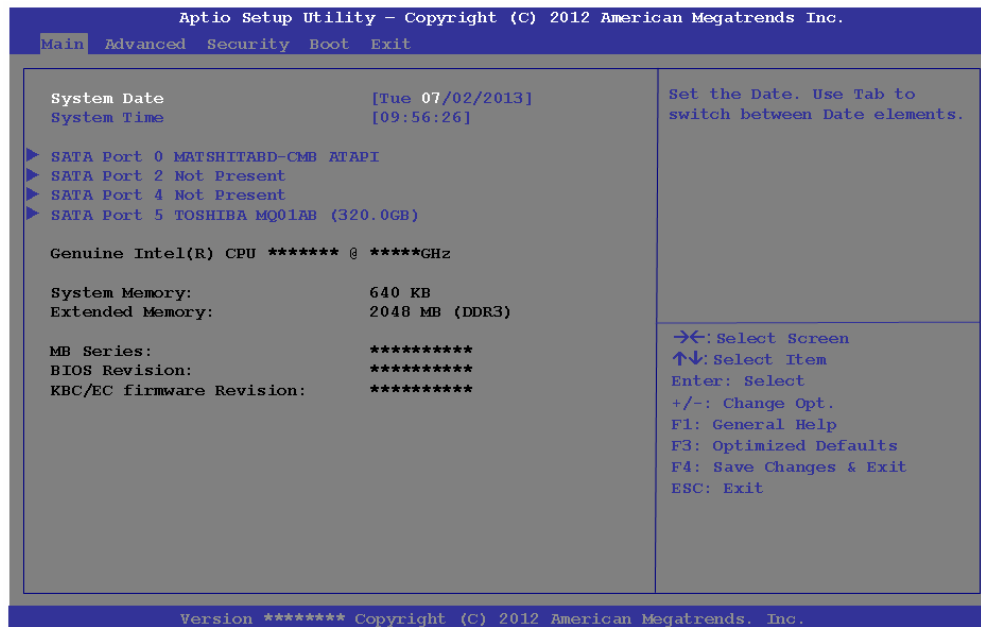 Aptio Setup Utility – Copyright (C) 2012 American Megatrends Inc.
Main Advanced Security Boot Exit
System Date [Tue 07/02/2013]
System Time [09:56:26]
SATA Port 0 MATSHITABD-CMB ATAPI
SATA Port 2 Not Present
SATA Port 4 Not Present
SATA Port 5 TOSHIBA MQ01AB (320.0GB)
Genuine Intel(R) CPU ******* @ *****GHz
System Memory: 640 KB
Extended Memory: 2048 MB (DDR3)
MB Series: **********
BIOS Revision: **********
KBC/EC firmware Revision: **********
Set the Date. Use Tab to
switch between Date elements.
→←: Select Screen
↑↓: Select Item
Enter: Select
+/-: Change Opt.
F1: General Help
F3: Optimized Defaults
F4: Save Changes & Exit
ESC: Exit
Version ******** Copyright (C) 2012 American Megatrends. Inc.